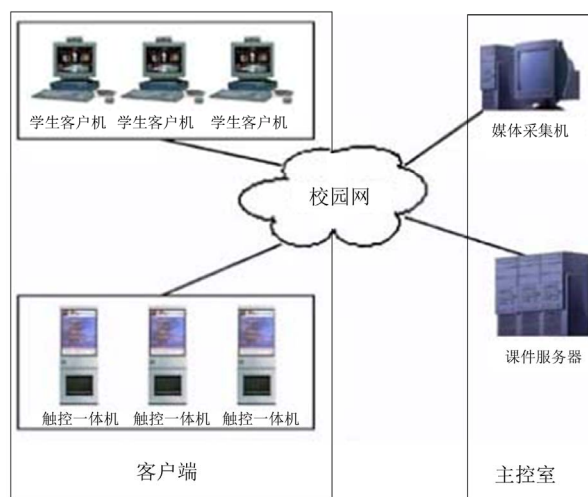 学生客户机 学生客户机 学生客户机
媒体采集机
校园网
课件服务器
触控一体机 触控一体机 触控一体机
客户端
主控室